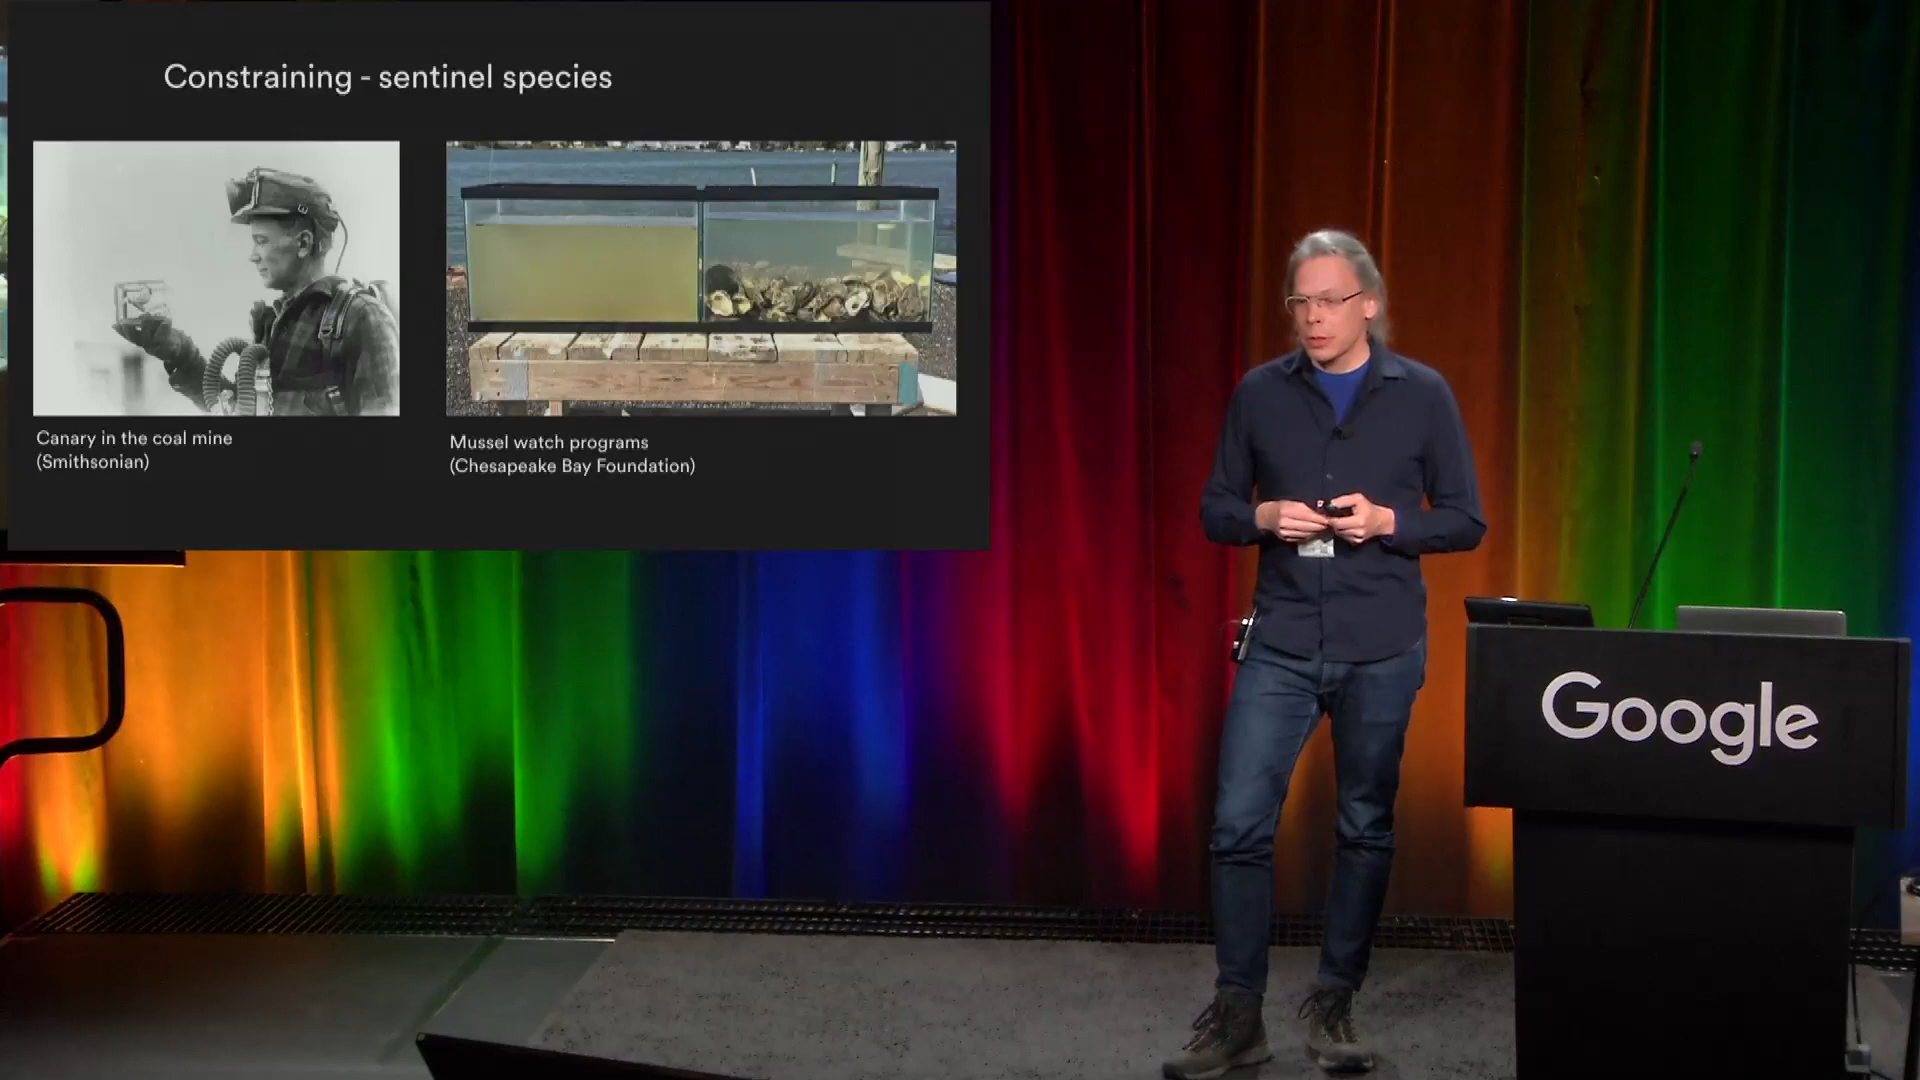 Constraining - sentinel species
Canary in the coal mine
(Smithsonian)
Mussel watch programs
(Chesapeake Bay Foundation)
Google